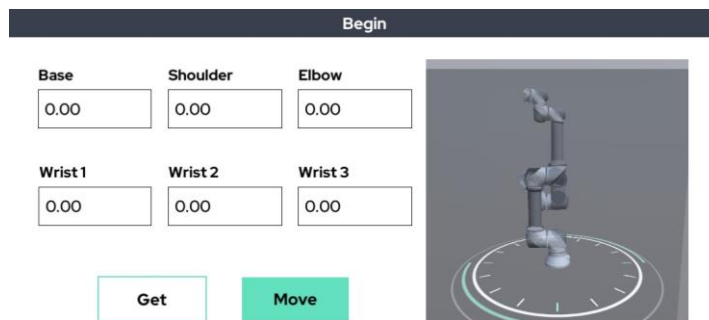 Begin
Base Shoulder Elbow
0.00 0.00 0.00
Wrist 1 Wrist 2 Wrist 3
0.00 0.00 0.00
Get Move